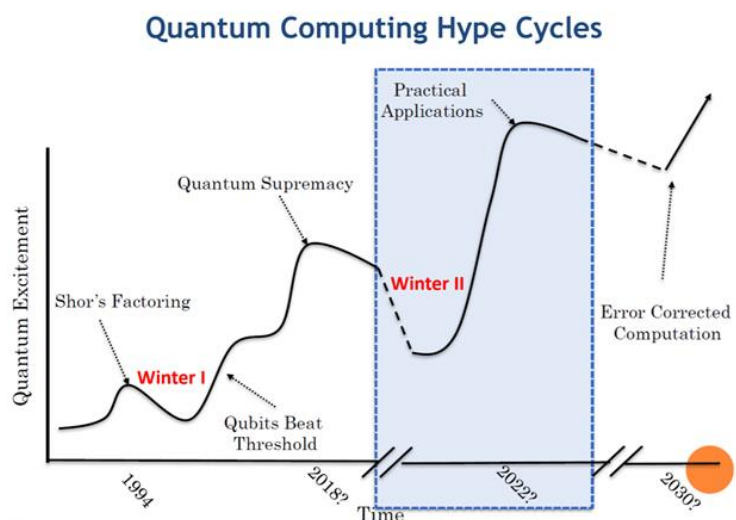 Quantum Computing Hype Cycles
Practical
Applications
Quantum Supremacy
Winter II
Shor's Factoring
Winter I
Error Corrected
Computation
Qubits Beat
Threshold
Quantum Excitement
1994
2018?
2022?
2030?
Time